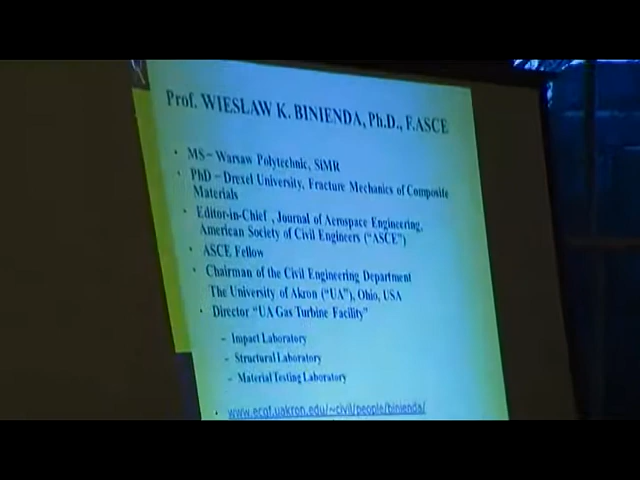 Prof. WIESLAW K. BINIENDA, Ph.D., F.ASCE
• MS – Warsaw Polytechnic, SiMR
• PhD – Drexel University, Fracture Mechanics of Composite
Materials
• Editor-in-Chief , Journal of Aerospace Engineering,
American Society of Civil Engineers ("ASCE")
• ASCE Fellow
• Chairman of the Civil Engineering Department
The University of Akron ("UA"), Ohio, USA
• Director "UA Gas Turbine Facility"
– Impact Laboratory
– Structural Laboratory
– Material Testing Laboratory
• www.ecgf.uakron.edu/~civil/people/binienda/